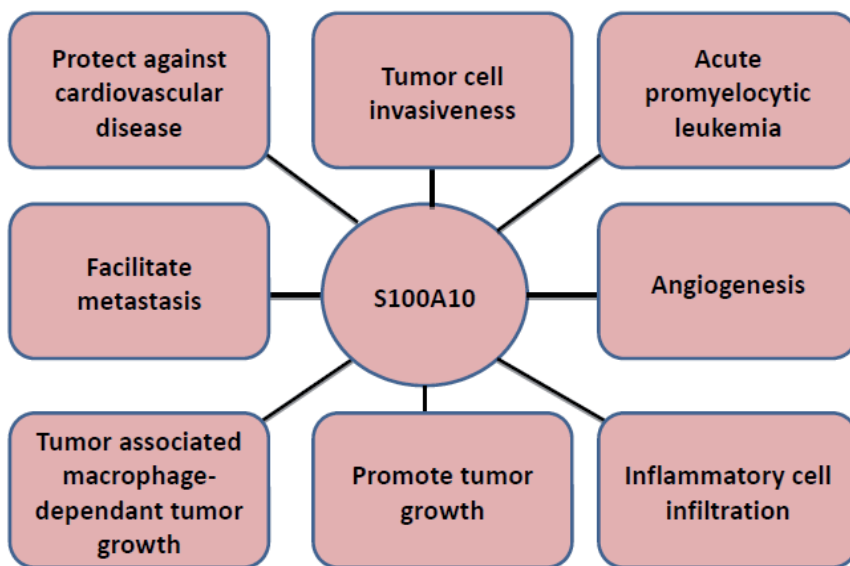 Protect against
cardiovascular
disease
Tumor cell
invasiveness
Acute
promyelocytic
leukemia
Facilitate
metastasis
S100A10
Angiogenesis
Tumor associated
macrophage-
dependant tumor
growth
Promote tumor
growth
Inflammatory cell
infiltration